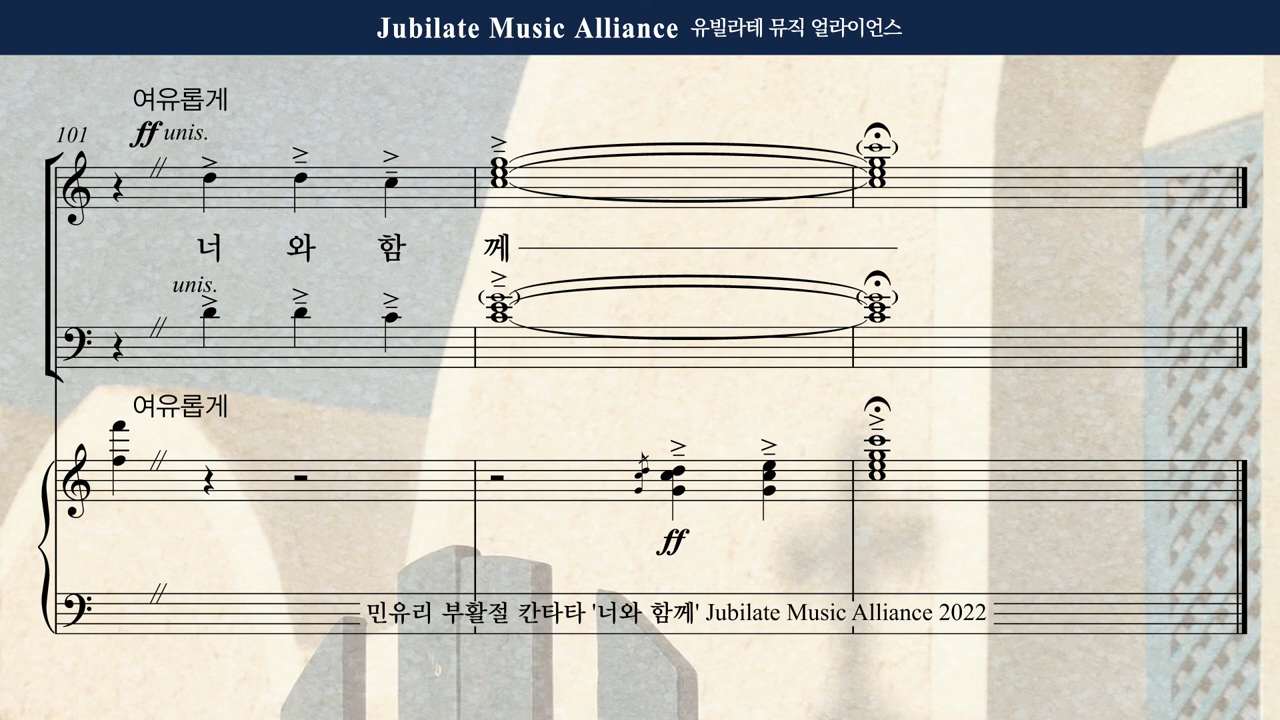 Jubilate Music Alliance 유빌라테 뮤직 얼라이언스
여유롭게
101 ff unis.
너 와 함 께
unis.
여유롭게
ff
민유리 부활절 칸타타 '너와 함께' Jubilate Music Alliance 2022